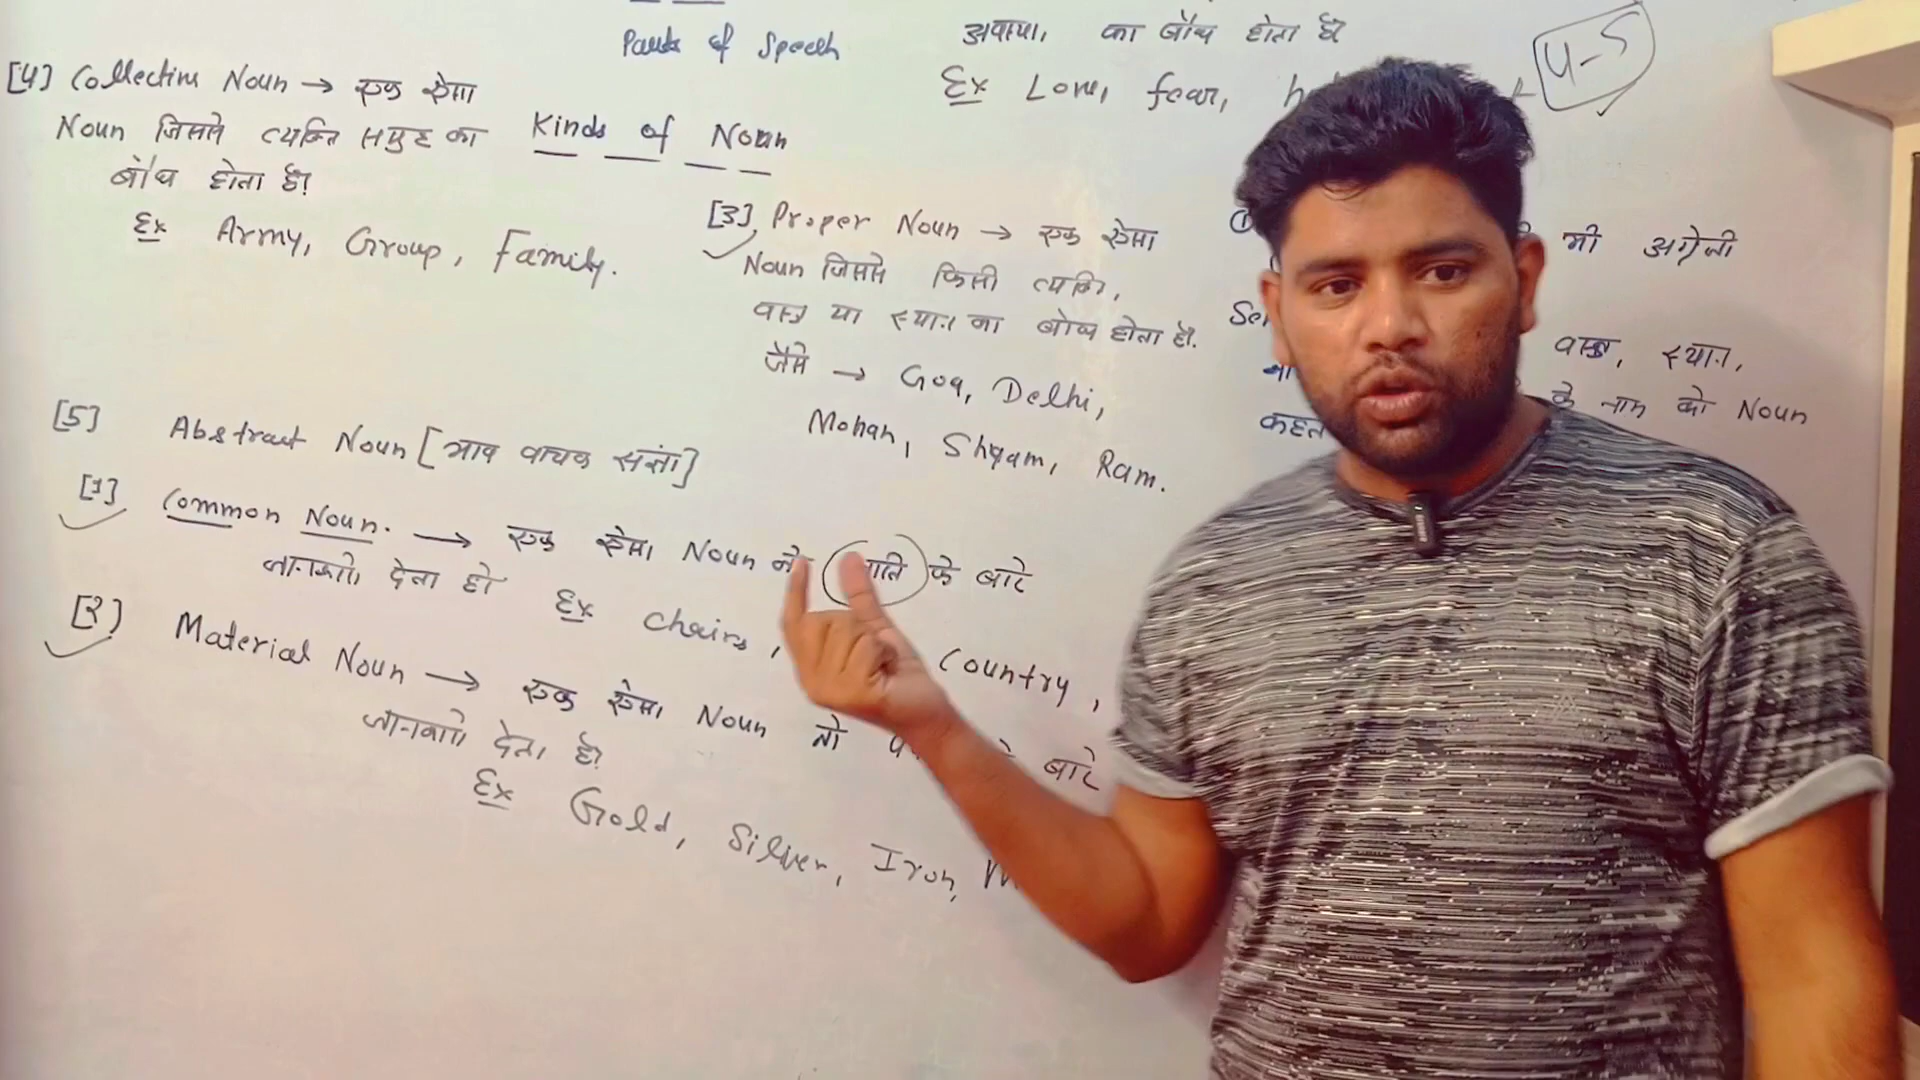 Parts of Speech
अवस्था का बोध होता है
Ex Love, fear,
4-5
[4] Collective Noun → एक ऐसा
Noun जिससे व्यक्ति समुह का
बोध होता है।
Ex Army, Group, Family.
Kinds of Noun
[3] Proper Noun → एक ऐसा
Noun जिससे किसी व्यक्ति,
वस्तु या स्थान का बोध होता है.
जैसे → Goa, Delhi,
Mohan, Shyam, Ram.
① भी अंग्रेजी
वस्तु, स्थान,
के नाम को Noun
कहते
[5] Abstract Noun [भाव वाचक संज्ञा]
[1] Common Noun. → एक ऐसा Noun जो जाति के बारे
जानकारी देता हो
Ex Chairs, Country,
[2] Material Noun → एक ऐसा Noun जो के बारे
जानकारी देता है।
Ex Gold, Silver, Iron,